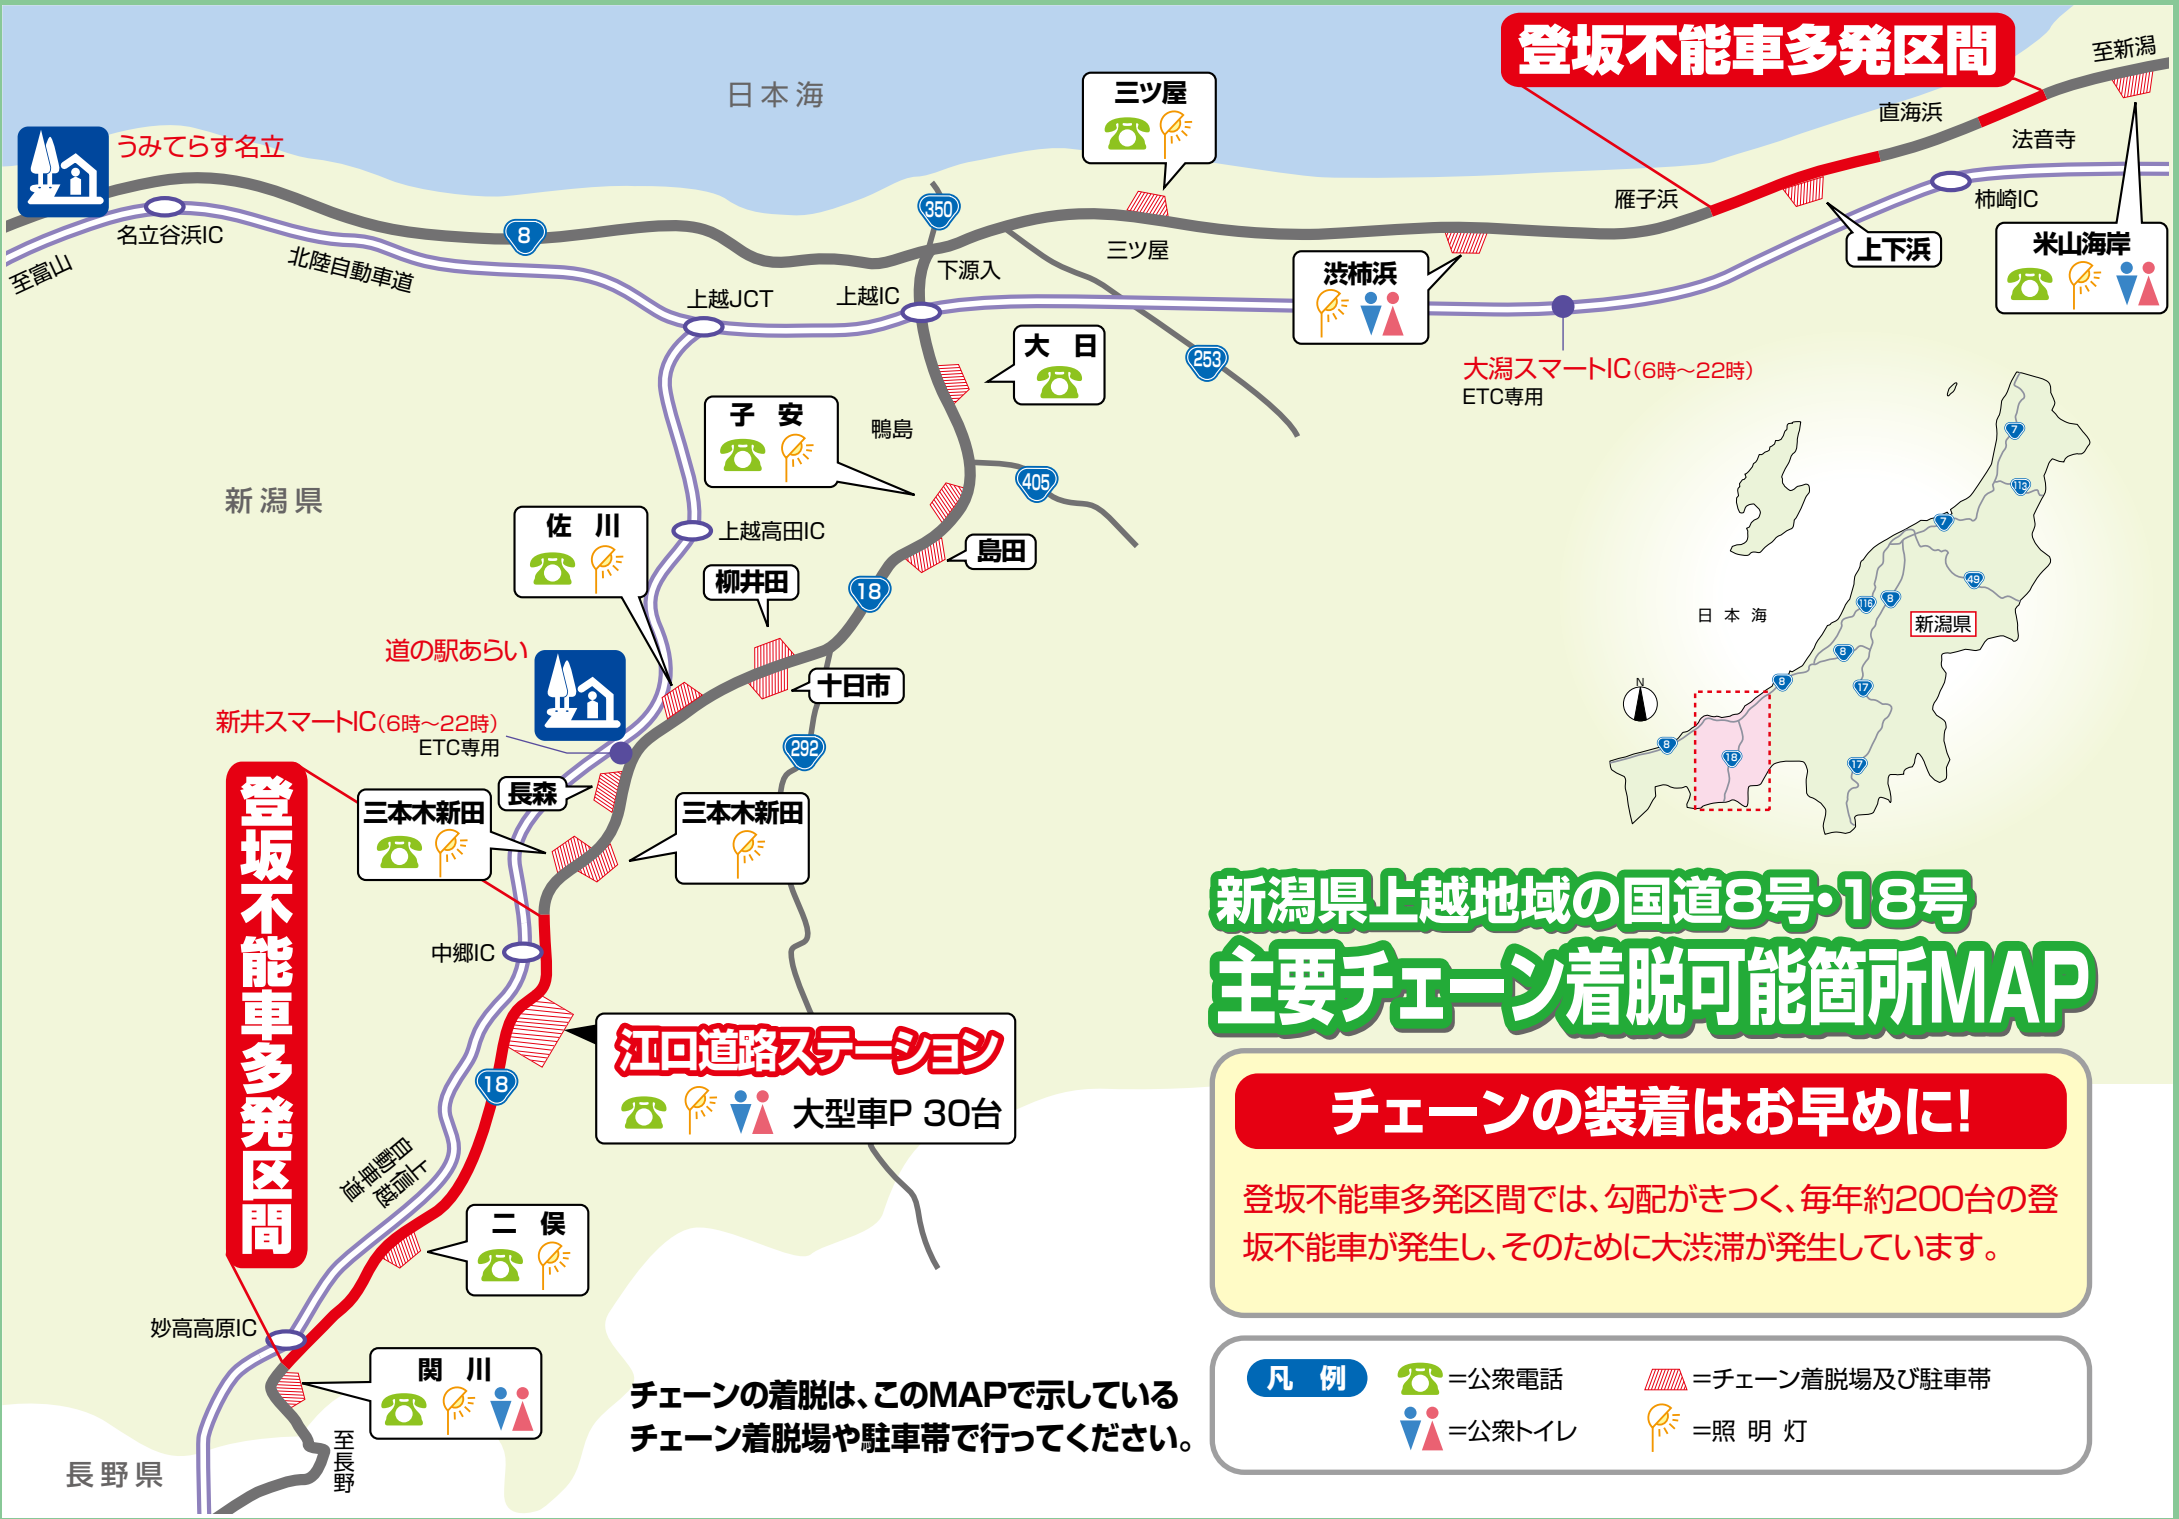 登坂不能車多発区間
至新潟
日本海
三ツ屋
直海浜
法音寺
うみてらす名立
350
雁子浜
柿崎IC
名立谷浜IC
8
三ツ屋
上下浜
米山海岸
北陸自動車道
至富山
下源入
渋柿浜
上越JCT
上越IC
大 日
253
大潟スマートIC(6時～22時)
ETC専用
子 安
鴨島
405
新潟県
佐 川
上越高田IC
島田
柳井田
18
道の駅あらい
十日市
新井スマートIC(6時～22時)
ETC専用
292
長森
三本木新田
三本木新田
登坂不能車多発区間
中郷IC
江口道路ステーション
大型車P 30台
18
上信越
自動車道
二 俣
妙高高原IC
関 川
至長野
長野県
7
113
7
49
116
8
日 本 海
新潟県
8
8
17
N
8
18
17
新潟県上越地域の国道8号・18号
主要チェーン着脱可能箇所MAP
チェーンの装着はお早めに!
登坂不能車多発区間では、勾配がきつく、毎年約200台の登
坂不能車が発生し、そのために大渋滞が発生しています。
チェーンの着脱は、このMAPで示している
チェーン着脱場や駐車帯で行ってください。
凡 例
=公衆電話
=チェーン着脱場及び駐車帯
=公衆トイレ
=照 明 灯